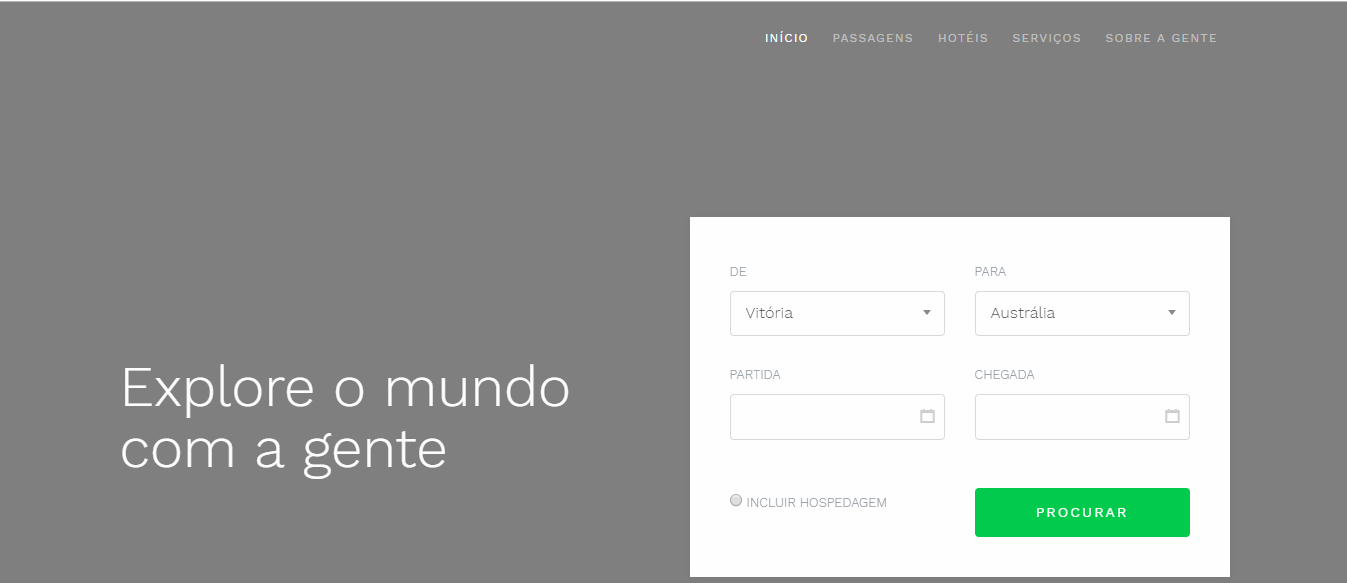 INÍCIO PASSAGENS HOTÉIS SERVIÇOS SOBRE A GENTE
Explore o mundo
com a gente
DE PARA
Vitória Austrália
PARTIDA CHEGADA
INCLUIR HOSPEDAGEM PROCURAR